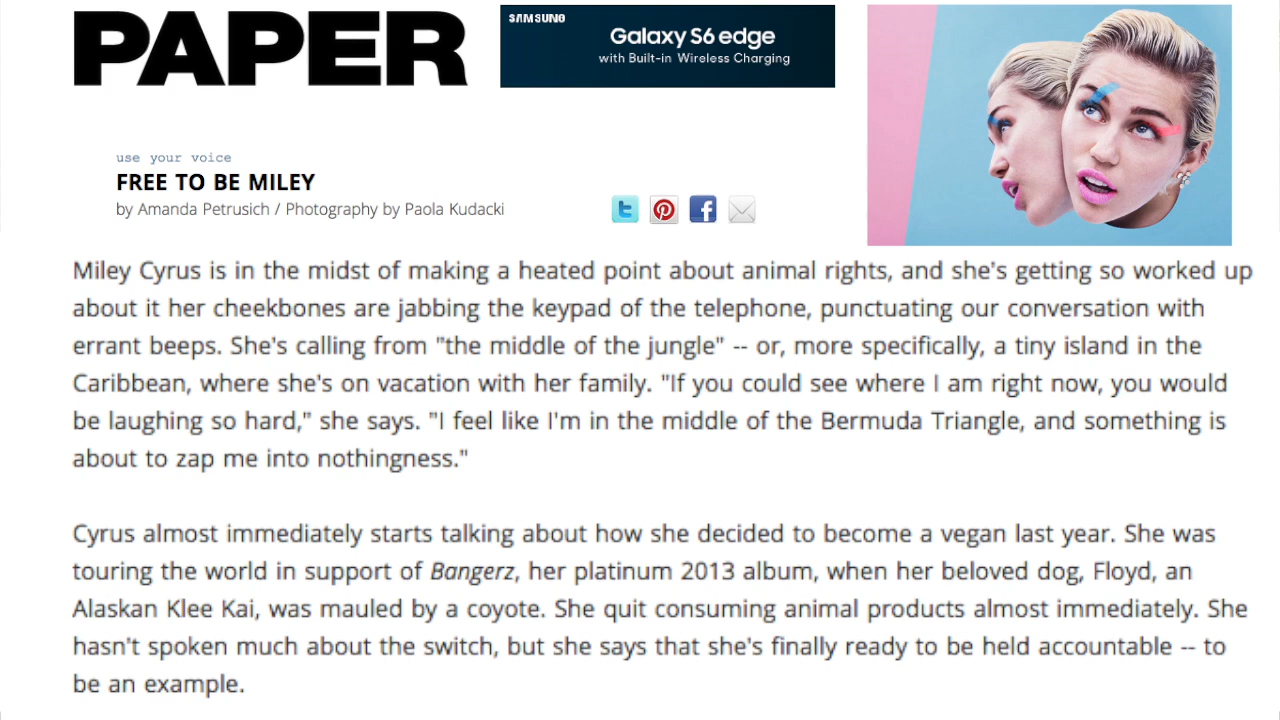 PAPER
SAMSUNG
Galaxy S6 edge
with Built-in Wireless Charging
use your voice
FREE TO BE MILEY
by Amanda Petrusich / Photography by Paola Kudacki
Miley Cyrus is in the midst of making a heated point about animal rights, and she's getting so worked up
about it her cheekbones are jabbing the keypad of the telephone, punctuating our conversation with
errant beeps. She's calling from "the middle of the jungle" -- or, more specifically, a tiny island in the
Caribbean, where she's on vacation with her family. "If you could see where I am right now, you would
be laughing so hard," she says. "I feel like I'm in the middle of the Bermuda Triangle, and something is
about to zap me into nothingness."
Cyrus almost immediately starts talking about how she decided to become a vegan last year. She was
touring the world in support of Bangerz, her platinum 2013 album, when her beloved dog, Floyd, an
Alaskan Klee Kai, was mauled by a coyote. She quit consuming animal products almost immediately. She
hasn't spoken much about the switch, but she says that she's finally ready to be held accountable -- to
be an example.